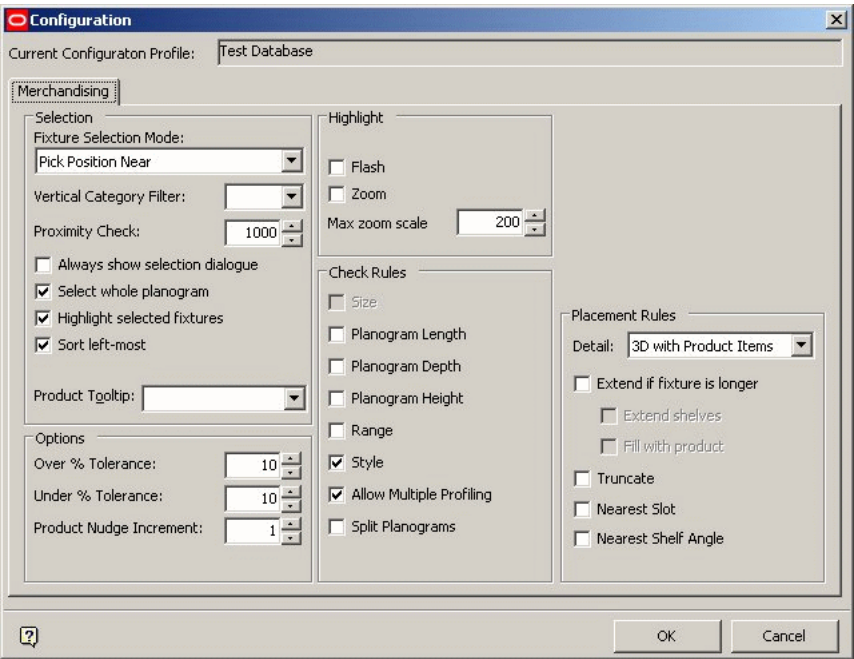 Configuration
Current Configuraton Profile: Test Database
Merchandising
Selection
Fixture Selection Mode:
Pick Position Near
Vertical Category Filter:
Proximity Check: 1000
Always show selection dialogue
Select whole planogram
Highlight selected fixtures
Sort left-most
Product Tooltip:
Options
Over % Tolerance: 10
Under % Tolerance: 10
Product Nudge Increment: 1
Highlight
Flash
Zoom
Max zoom scale 200
Check Rules
Size
Planogram Length
Planogram Depth
Planogram Height
Range
Style
Allow Multiple Profiling
Split Planograms
Placement Rules
Detail: 3D with Product Items
Extend if fixture is longer
Extend shelves
Fill with product
Truncate
Nearest Slot
Nearest Shelf Angle
?
OK
Cancel